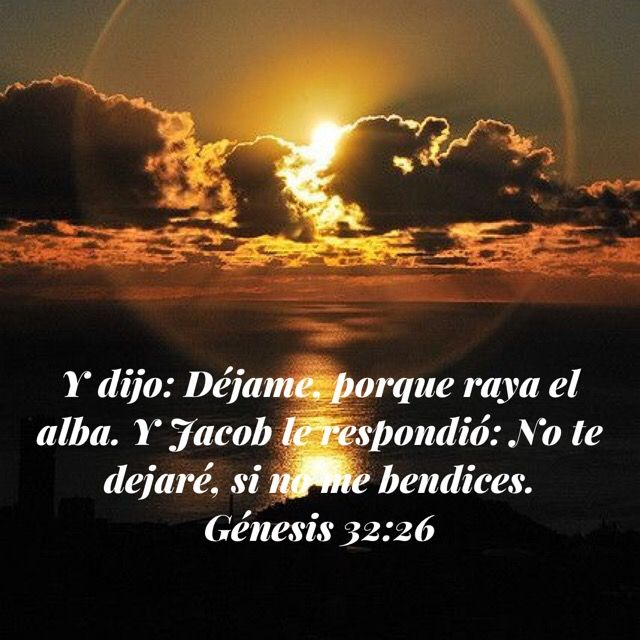 Y dijo: Déjame, porque raya el
alba. Y Jacob le respondió: No te
dejaré, si no me bendices.
Génesis 32:26